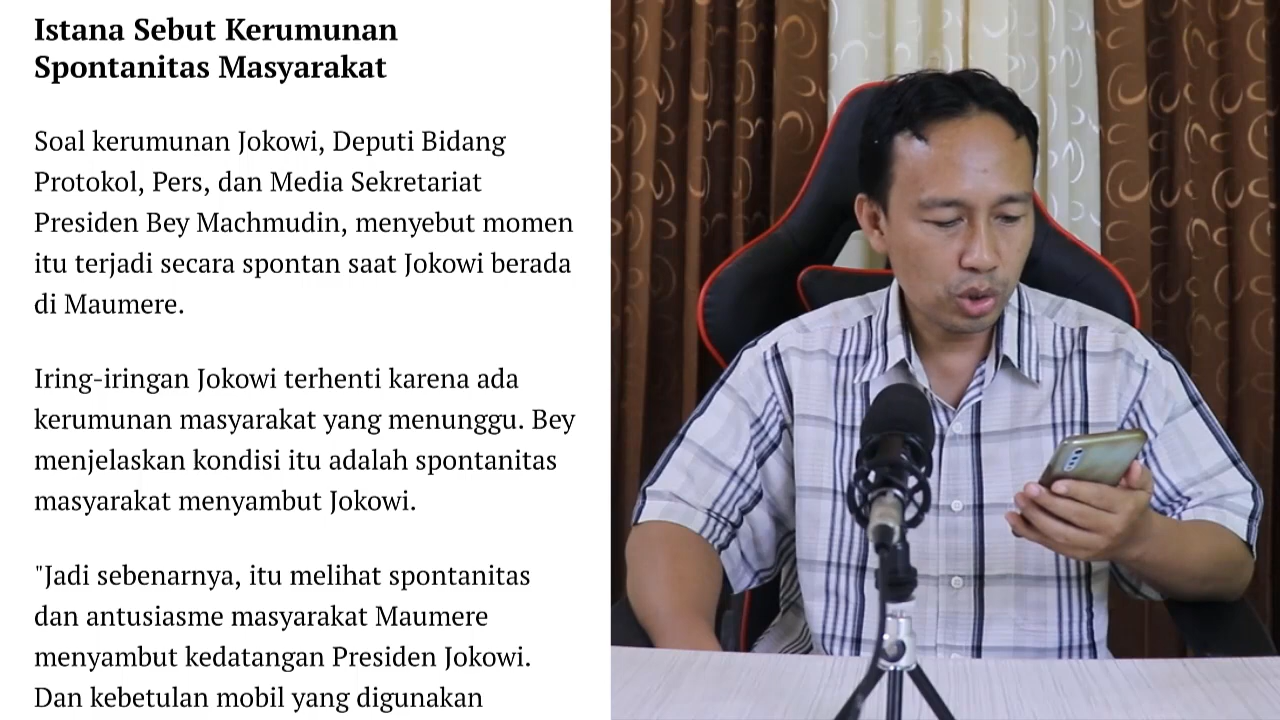 Istana Sebut Kerumunan
Spontanitas Masyarakat
Soal kerumunan Jokowi, Deputi Bidang
Protokol, Pers, dan Media Sekretariat
Presiden Bey Machmudin, menyebut momen
itu terjadi secara spontan saat Jokowi berada
di Maumere.
Iring-iringan Jokowi terhenti karena ada
kerumunan masyarakat yang menunggu. Bey
menjelaskan kondisi itu adalah spontanitas
masyarakat menyambut Jokowi.
"Jadi sebenarnya, itu melihat spontanitas
dan antusiasme masyarakat Maumere
menyambut kedatangan Presiden Jokowi.
Dan kebetulan mobil yang digunakan